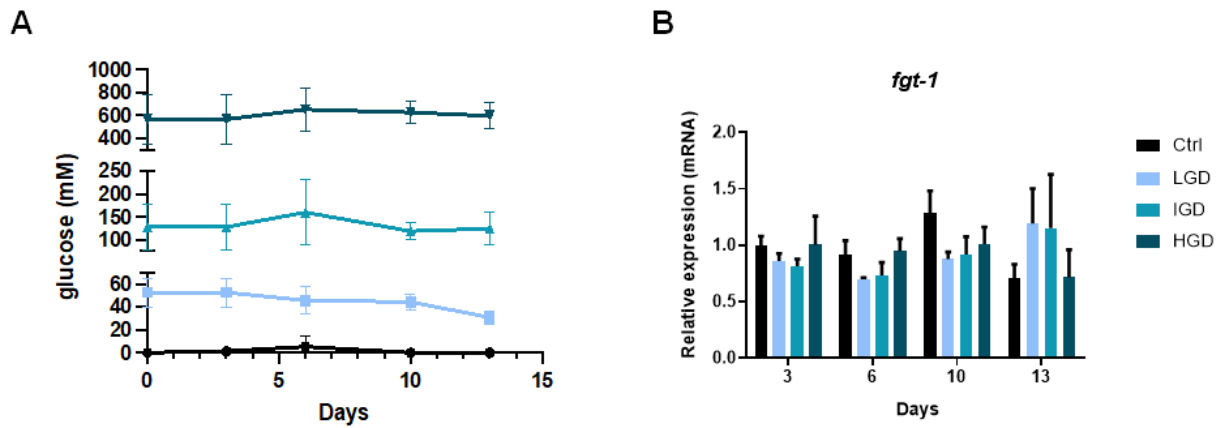 A
1000
800
600
400
250
200
150
100
60
40
20
0
glucose (mM)
0 5 10 15
Days
B
fgt-1
2.0
1.5
1.0
0.5
0.0
Relative expression (mRNA)
3 6 10 13
Days
Ctrl
LGD
IGD
HGD